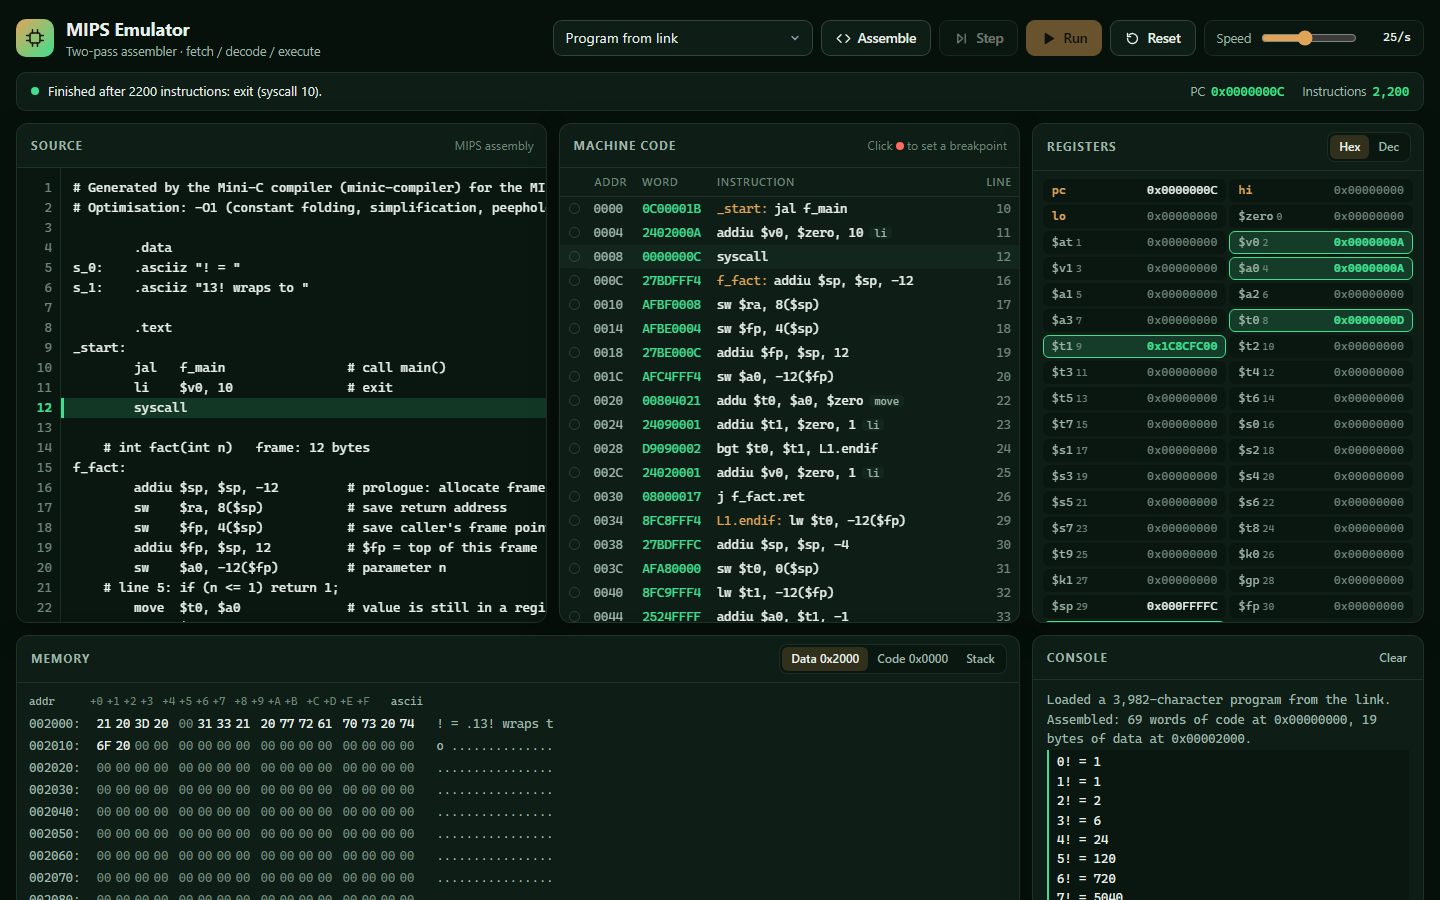 MIPS Emulator
Two-pass assembler · fetch / decode / execute
Program from link
<> Assemble
Step
Run
Reset
Speed
25/s
Finished after 2200 instructions: exit (syscall 10).
PC 0x0000000C Instructions 2,200
SOURCE
MIPS assembly
1 # Generated by the Mini-C compiler (minic-compiler) for the MI
2 # Optimisation: -O1 (constant folding, simplification, peephol
3
4 .data
5 s_0: .asciiz "! = "
6 s_1: .asciiz "13! wraps to "
7
8 .text
9 _start:
10 jal f_main # call main()
11 li $v0, 10 # exit
12 syscall
13
14 # int fact(int n) frame: 12 bytes
15 f_fact:
16 addiu $sp, $sp, -12 # prologue: allocate frame
17 sw $ra, 8($sp) # save return address
18 sw $fp, 4($sp) # save caller's frame poin
19 addiu $fp, $sp, 12 # $fp = top of this frame
20 sw $a0, -12($fp) # parameter n
21 # line 5: if (n <= 1) return 1;
22 move $t0, $a0 # value is still in a regi
MACHINE CODE
Click to set a breakpoint
ADDR WORD INSTRUCTION LINE
0000 0C00001B _start: jal f_main 10
0004 2402000A addiu $v0, $zero, 10 li 11
0008 0000000C syscall 12
000C 27BDFFF4 f_fact: addiu $sp, $sp, -12 16
0010 AFBF0008 sw $ra, 8($sp) 17
0014 AFBE0004 sw $fp, 4($sp) 18
0018 27BE000C addiu $fp, $sp, 12 19
001C AFC4FFF4 sw $a0, -12($fp) 20
0020 00804021 addu $t0, $a0, $zero move 22
0024 24090001 addiu $t1, $zero, 1 li 23
0028 D9090002 bgt $t0, $t1, L1.endif 24
002C 24020001 addiu $v0, $zero, 1 li 25
0030 08000017 j f_fact.ret 26
0034 8FC8FFF4 L1.endif: lw $t0, -12($fp) 29
0038 27BDFFFC addiu $sp, $sp, -4 30
003C AFA80000 sw $t0, 0($sp) 31
0040 8FC9FFF4 lw $t1, -12($fp) 32
0044 2524FFFF addiu $a0, $t1, -1 33
REGISTERS
Hex Dec
pc 0x0000000C hi 0x00000000
lo 0x00000000 $zero 0 0x00000000
$at 1 0x00000000 $v0 2 0x0000000A
$v1 3 0x00000000 $a0 4 0x0000000A
$a1 5 0x00000000 $a2 6 0x00000000
$a3 7 0x00000000 $t0 8 0x0000000D
$t1 9 0x1C8CFC00 $t2 10 0x00000000
$t3 11 0x00000000 $t4 12 0x00000000
$t5 13 0x00000000 $t6 14 0x00000000
$t7 15 0x00000000 $s0 16 0x00000000
$s1 17 0x00000000 $s2 18 0x00000000
$s3 19 0x00000000 $s4 20 0x00000000
$s5 21 0x00000000 $s6 22 0x00000000
$s7 23 0x00000000 $t8 24 0x00000000
$t9 25 0x00000000 $k0 26 0x00000000
$k1 27 0x00000000 $gp 28 0x00000000
$sp 29 0x000FFFFC $fp 30 0x00000000
MEMORY
Data 0x2000 Code 0x0000 Stack
addr +0 +1 +2 +3 +4 +5 +6 +7 +8 +9 +A +B +C +D +E +F ascii
002000: 21 20 3D 20 00 31 33 21 20 77 72 61 70 73 20 74 ! = .13! wraps t
002010: 6F 20 00 00 00 00 00 00 00 00 00 00 00 00 00 00 o ..............
002020: 00 00 00 00 00 00 00 00 00 00 00 00 00 00 00 00 ................
002030: 00 00 00 00 00 00 00 00 00 00 00 00 00 00 00 00 ................
002040: 00 00 00 00 00 00 00 00 00 00 00 00 00 00 00 00 ................
002050: 00 00 00 00 00 00 00 00 00 00 00 00 00 00 00 00 ................
002060: 00 00 00 00 00 00 00 00 00 00 00 00 00 00 00 00 ................
002070: 00 00 00 00 00 00 00 00 00 00 00 00 00 00 00 00 ................
002080: 00 00 00 00 00 00 00 00 00 00 00 00 00 00 00 00
CONSOLE
Clear
Loaded a 3,982-character program from the link.
Assembled: 69 words of code at 0x00000000, 19
bytes of data at 0x00002000.
0! = 1
1! = 1
2! = 2
3! = 6
4! = 24
5! = 120
6! = 720
7! = 5040